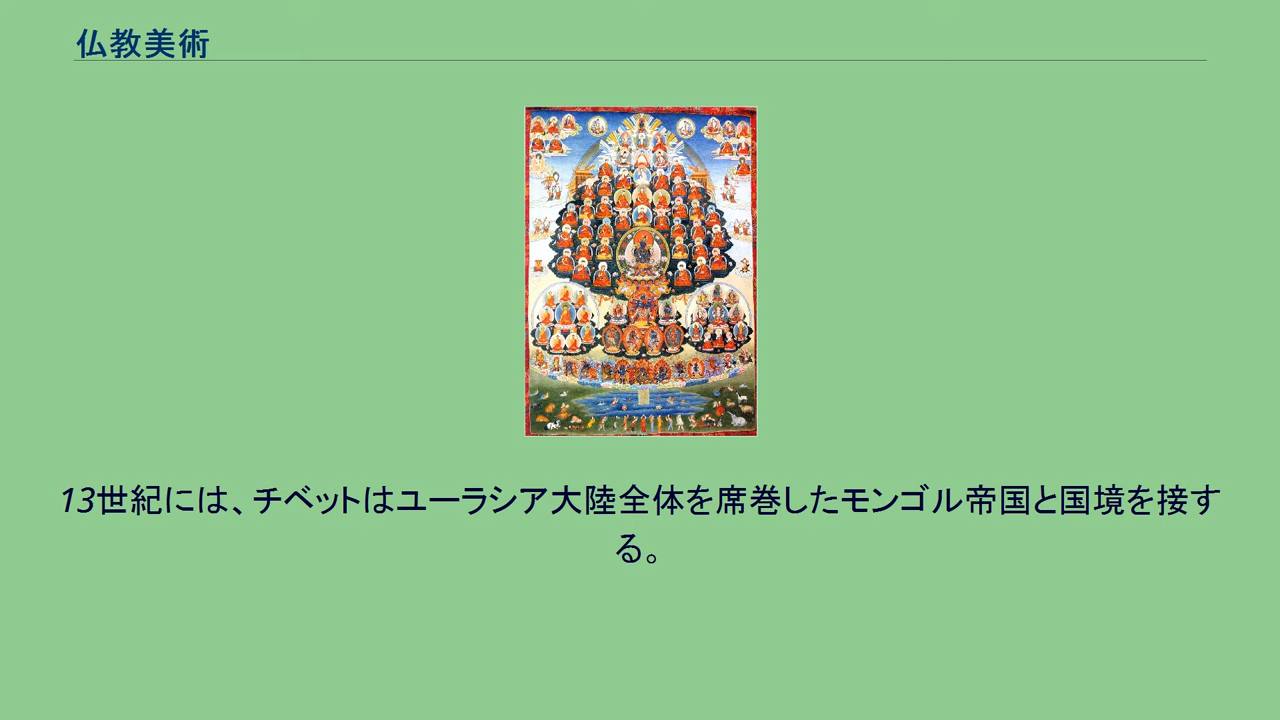 仏教美術
13世紀には、チベットはユーラシア大陸全体を席巻したモンゴル帝国と国境を接す
る。